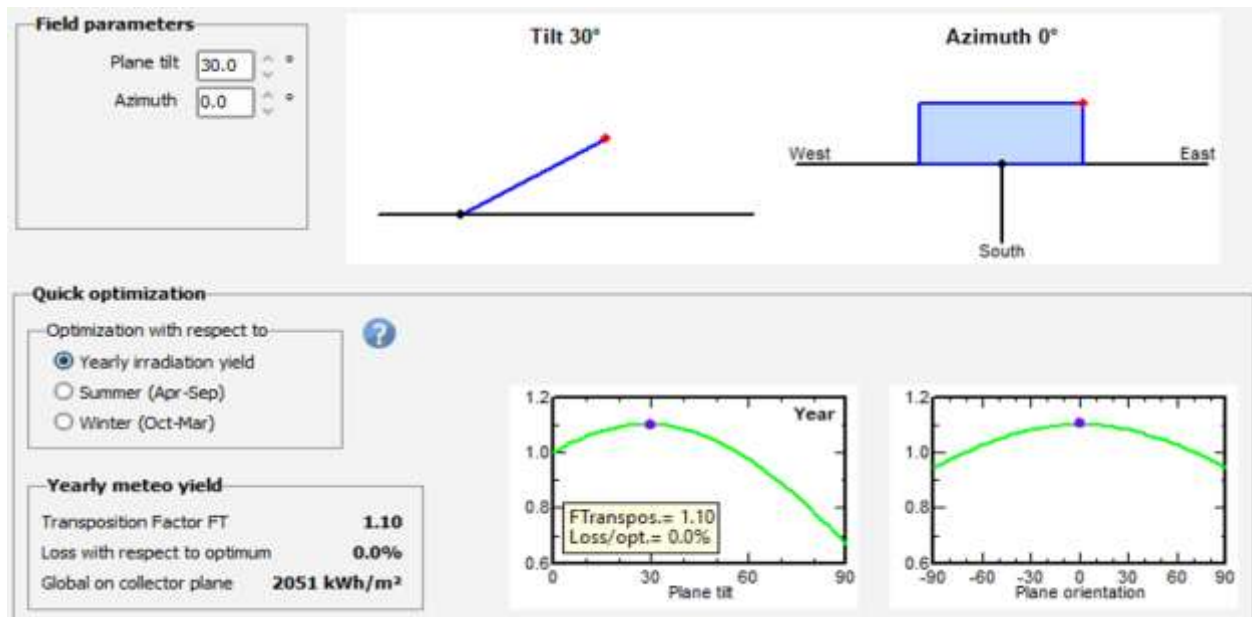 Field parameters
Plane tilt 30.0 °
Azimuth 0.0 °
Tilt 30°
Azimuth 0°
West
East
South
Quick optimization
Optimization with respect to
Yearly irradiation yield
Summer (Apr-Sep)
Winter (Oct-Mar)
?
Yearly meteo yield
Transposition Factor FT 1.10
Loss with respect to optimum 0.0%
Global on collector plane 2051 kWh/m²
1.2
1.0
0.8
0.6
Year
FTranspos.= 1.10
Loss/opt.= 0.0%
0 30 60 90
Plane tilt
1.2
1.0
0.8
0.6
-90 -60 -30 0 30 60 90
Plane orientation